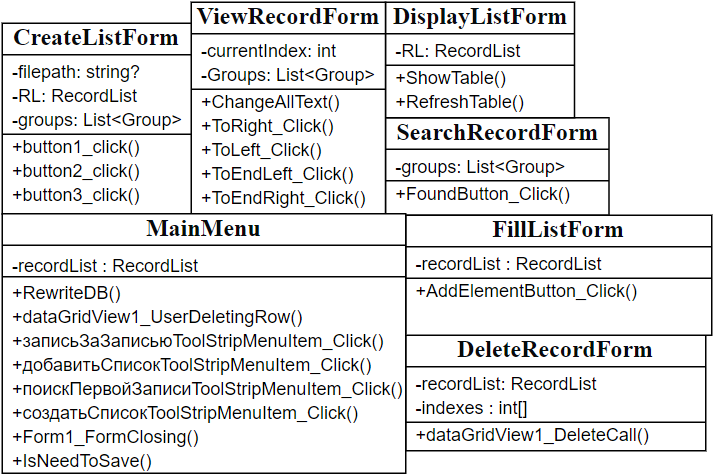 CreateListForm
-filepath: string?
-RL: RecordList
-groups: List<Group>
+button1_click()
+button2_click()
+button3_click()
ViewRecordForm
-currentIndex: int
-Groups: List<Group>
+ChangeAllText()
+ToRight_Click()
+ToLeft_Click()
+ToEndLeft_Click()
+ToEndRight_Click()
DisplayListForm
-RL: RecordList
+ShowTable()
+RefreshTable()
SearchRecordForm
-groups: List<Group>
+FoundButton_Click()
MainMenu
-recordList : RecordList
+RewriteDB()
+dataGridView1_UserDeletingRow()
+записьЗаЗаписьюToolStripMenuItem_Click()
+добавитьСписокToolStripMenuItem_Click()
+поискПервойЗаписиToolStripMenuItem_Click()
+создатьСписокToolStripMenuItem_Click()
+Form1_FormClosing()
+IsNeedToSave()
FillListForm
-recordList : RecordList
+AddElementButton_Click()
DeleteRecordForm
-recordList: RecordList
-indexes : int[]
+dataGridView1_DeleteCall()